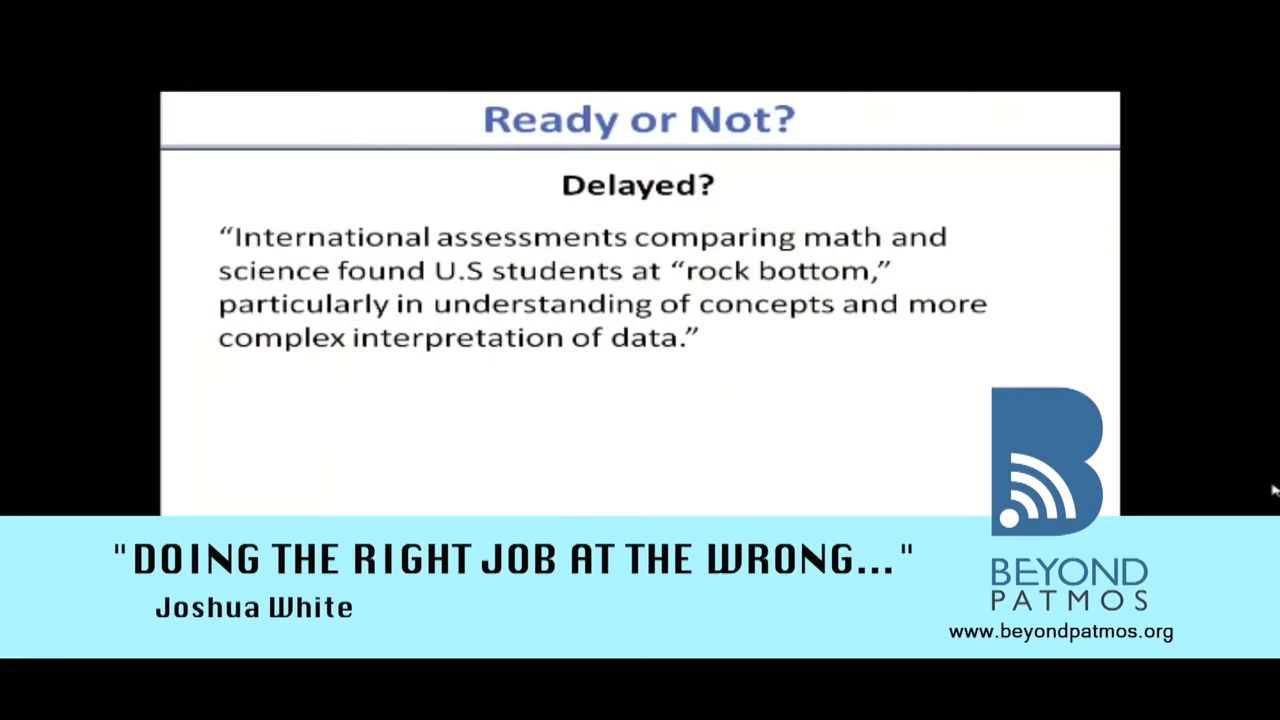 Ready or Not?
Delayed?
“International assessments comparing math and
science found U.S students at “rock bottom,”
particularly in understanding of concepts and more
complex interpretation of data.”
"DOING THE RIGHT JOB AT THE WRONG..."
Joshua White
BEYOND
PATMOS
www.beyondpatmos.org